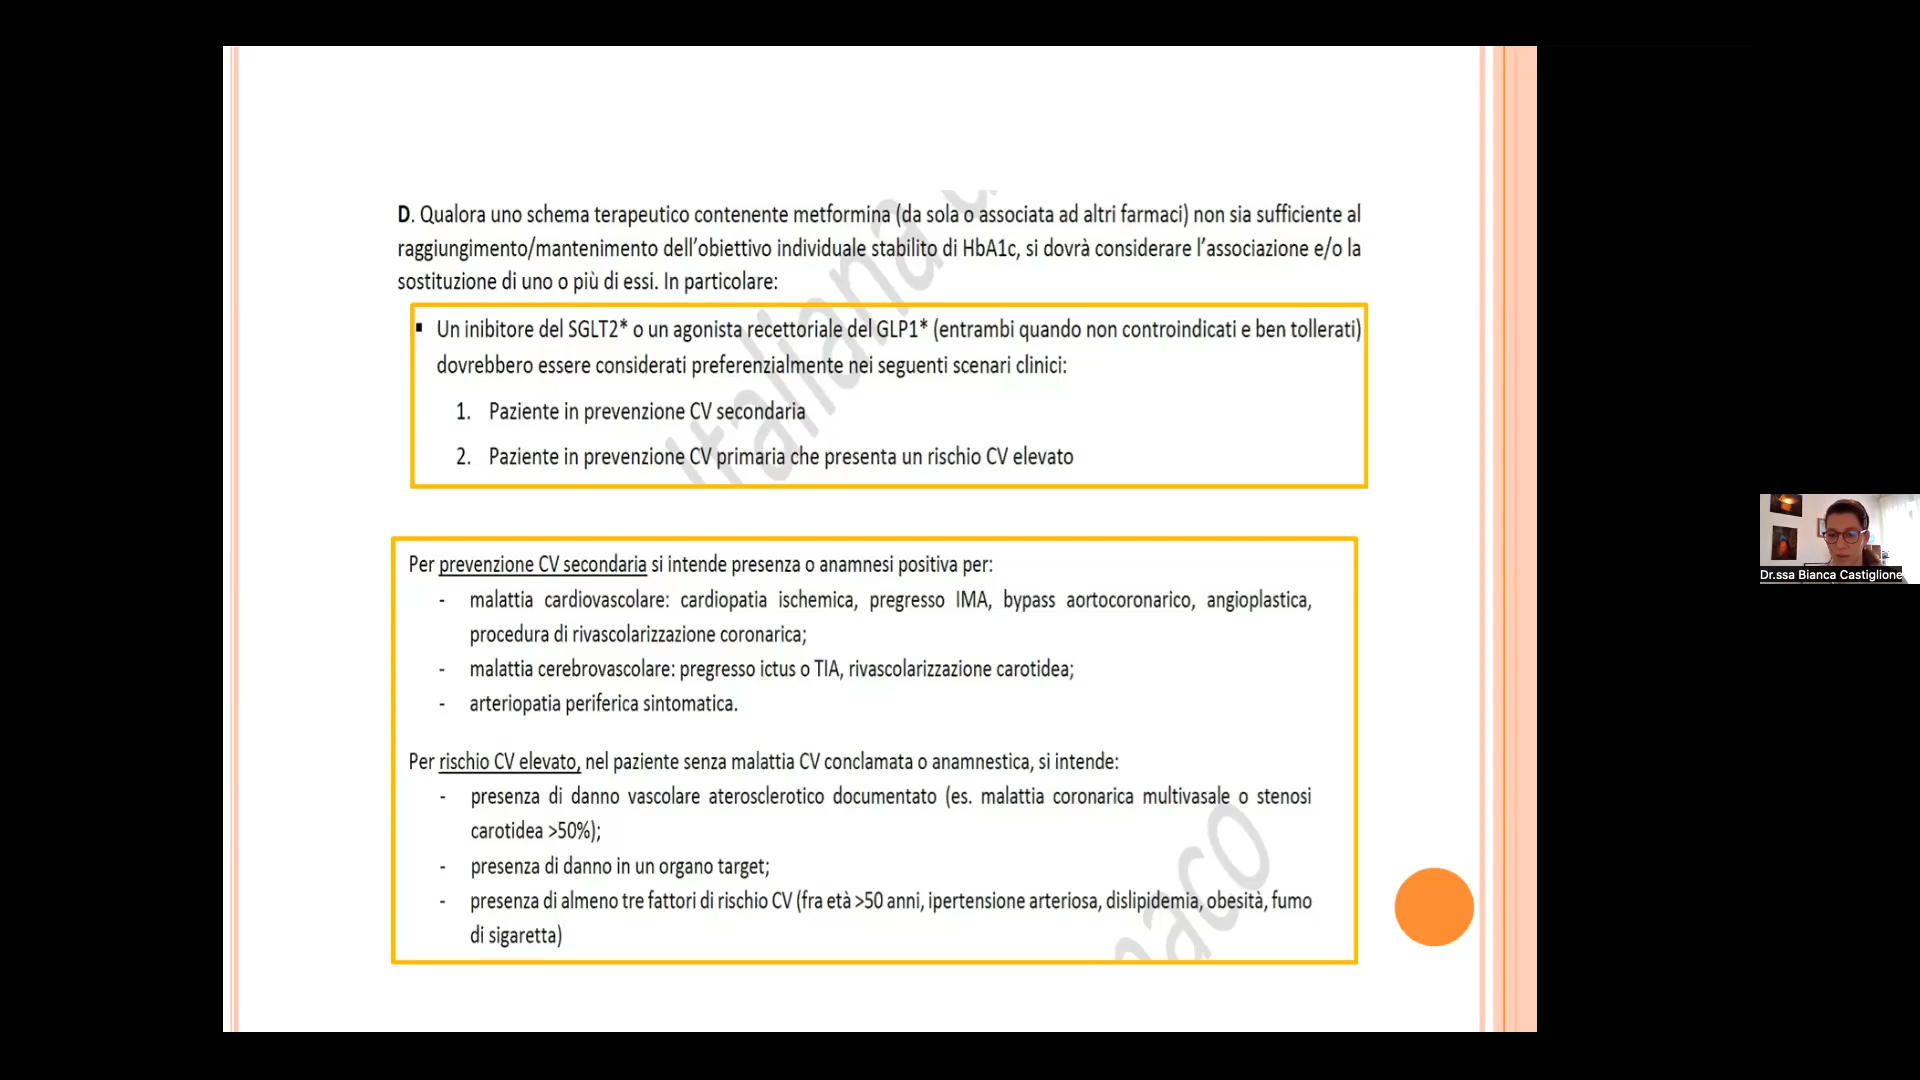 D. Qualora uno schema terapeutico contenente metformina (da sola o associata ad altri farmaci) non sia sufficiente al
raggiungimento/mantenimento dell'obiettivo individuale stabilito di HbA1c, si dovrà considerare l'associazione e/o la
sostituzione di uno o più di essi. In particolare:
▪ Un inibitore del SGLT2* o un agonista recettoriale del GLP1* (entrambi quando non controindicati e ben tollerati)
dovrebbero essere considerati preferenzialmente nei seguenti scenari clinici:
1. Paziente in prevenzione CV secondaria
2. Paziente in prevenzione CV primaria che presenta un rischio CV elevato
Italiana
Per prevenzione CV secondaria si intende presenza o anamnesi positiva per:
- malattia cardiovascolare: cardiopatia ischemica, pregresso IMA, bypass aortocoronarico, angioplastica,
procedura di rivascolarizzazione coronarica;
- malattia cerebrovascolare: pregresso ictus o TIA, rivascolarizzazione carotidea;
- arteriopatia periferica sintomatica.
Per rischio CV elevato, nel paziente senza malattia CV conclamata o anamnestica, si intende:
- presenza di danno vascolare aterosclerotico documentato (es. malattia coronarica multivasale o stenosi
carotidea >50%);
- presenza di danno in un organo target;
- presenza di almeno tre fattori di rischio CV (fra età >50 anni, ipertensione arteriosa, dislipidemia, obesità, fumo
di sigaretta)
Dr.ssa Bianca Castiglione